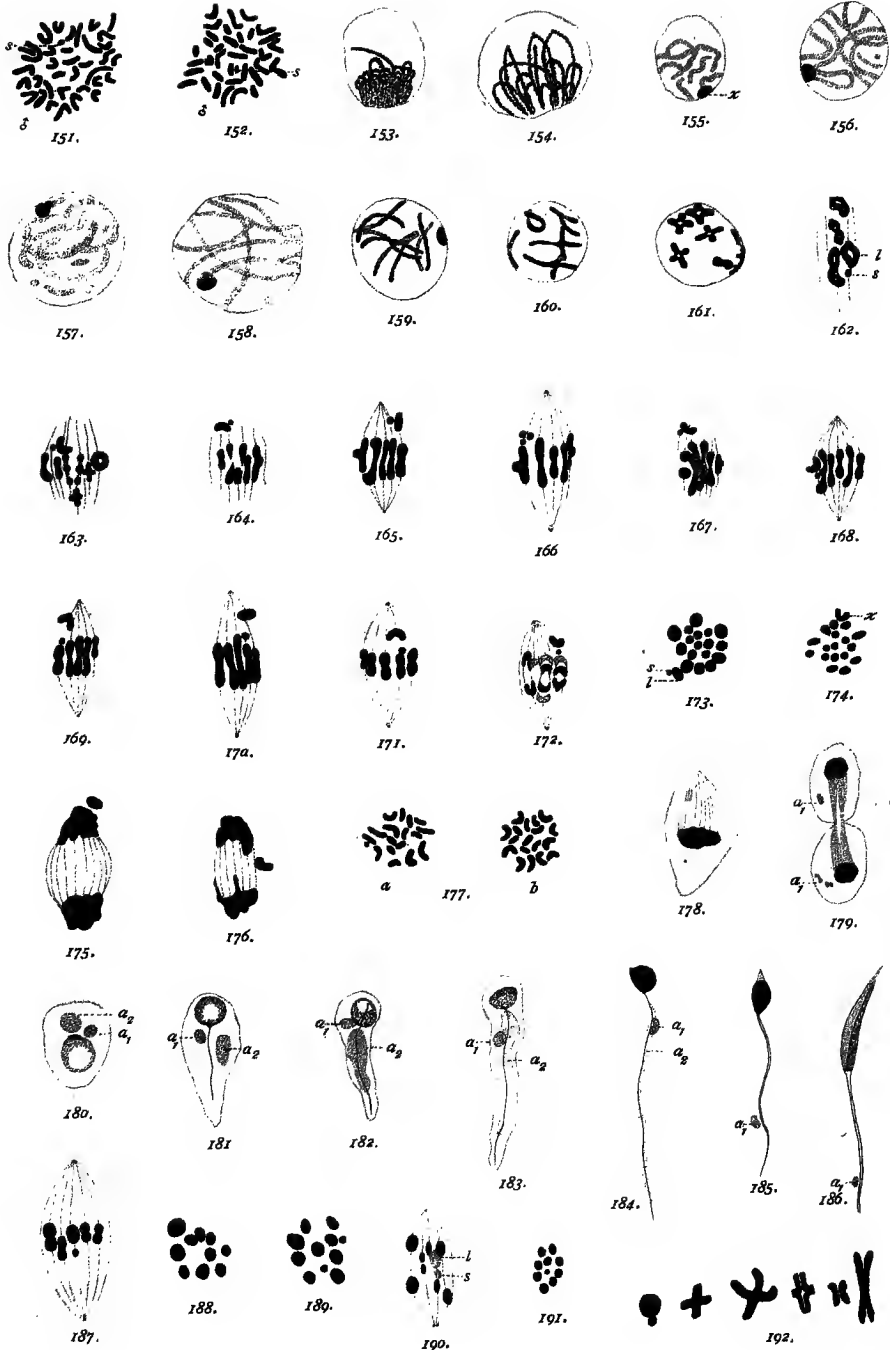 s
s
x
♂
♂
151.
152.
153.
154.
155.
156.
l
s
157.
158.
159.
160.
161.
162.
163.
164.
165.
166
167.
168.
x
s
l
169.
170.
171.
172.
173.
174.
a1
a b
a1
175.
176.
177.
178.
179.
a2
a1
a1
a2
a1
a2
a1
a2
a1
a2
a1
a1
180.
181
182.
183.
184.
185.
186.
l
s
187.
188.
189.
190.
191.
192.